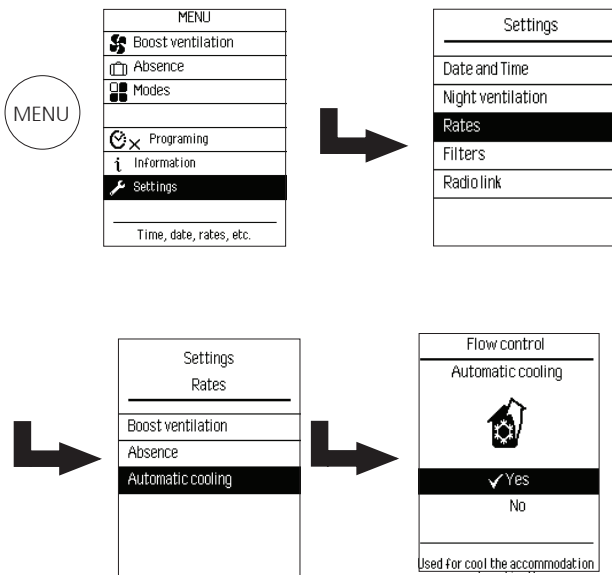 MENU
MENU
Boost ventilation
Absence
Modes
Programing
i Information
Settings
Time, date, rates, etc.
Settings
Date and Time
Night ventilation
Rates
Filters
Radio link
Settings
Rates
Boost ventilation
Absence
Automatic cooling
Flow control
Automatic cooling
Yes
No
Used for cool the accommodation